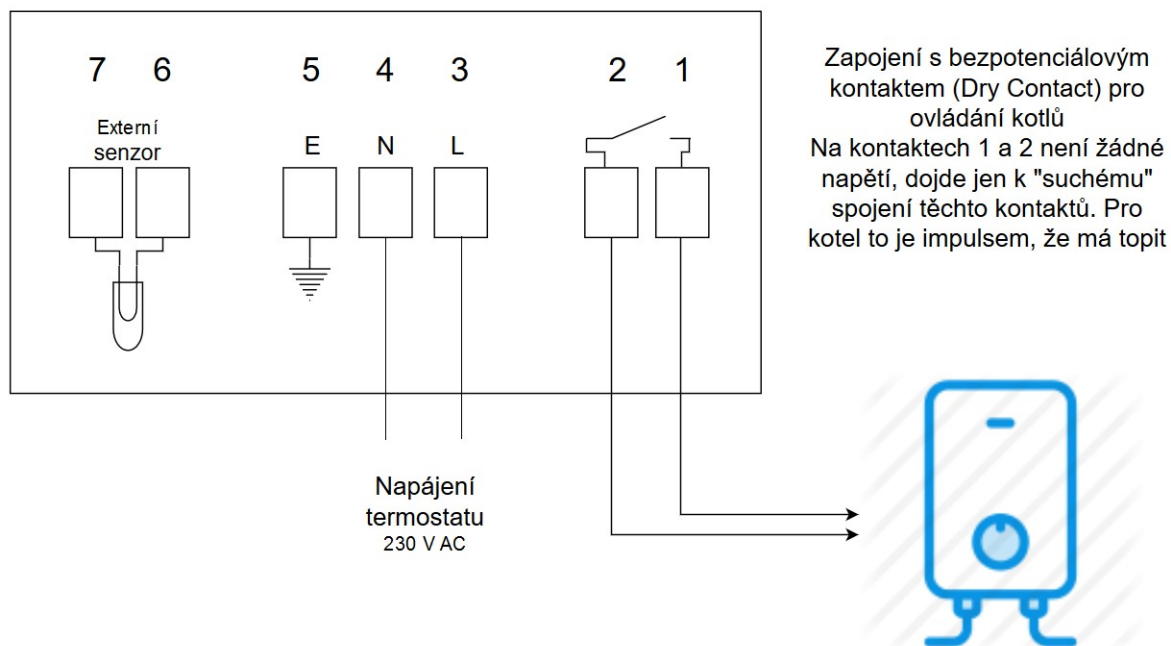 7 6 5 4 3 2 1
Externí
senzor
E N L
Zapojení s bezpotenciálovým
kontaktem (Dry Contact) pro
ovládání kotlů
Na kontaktech 1 a 2 není žádné
napětí, dojde jen k "suchému"
spojení těchto kontaktů. Pro
kotel to je impulsem, že má topit
Napájení
termostatu
230 V AC